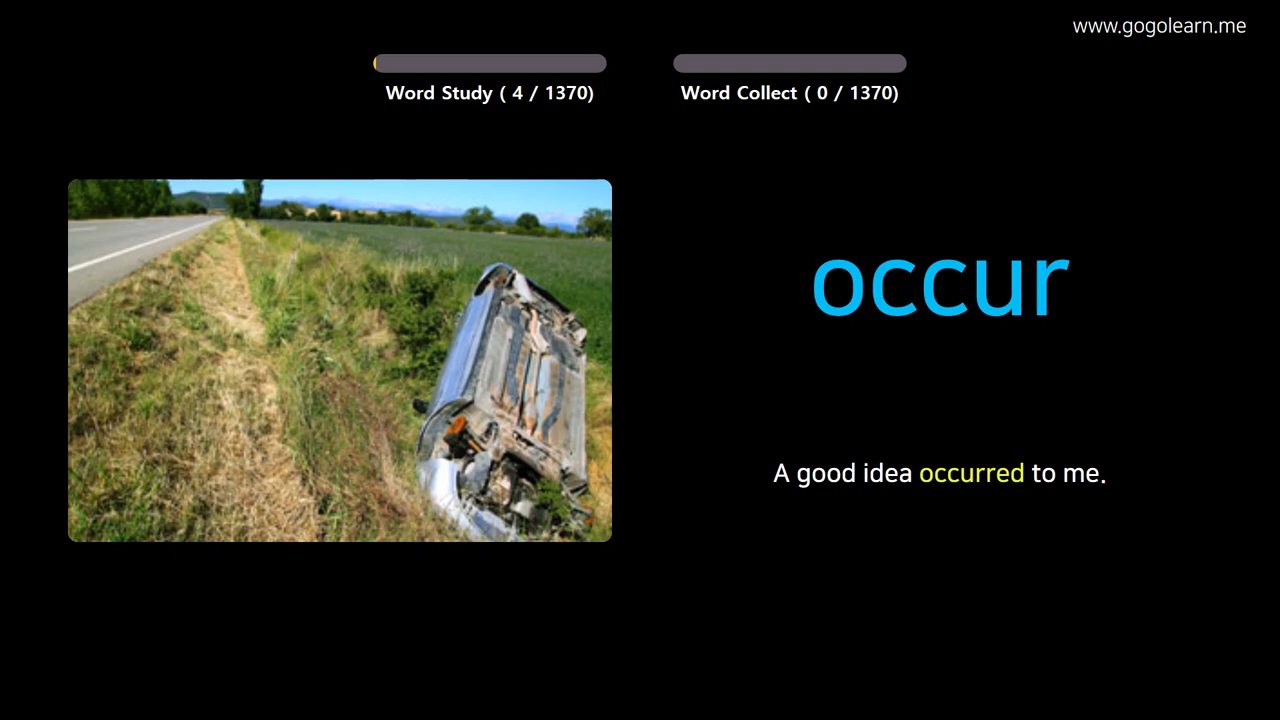 www.gogolearn.me
Word Study ( 4 / 1370)
Word Collect ( 0 / 1370)
occur
A good idea occurred to me.